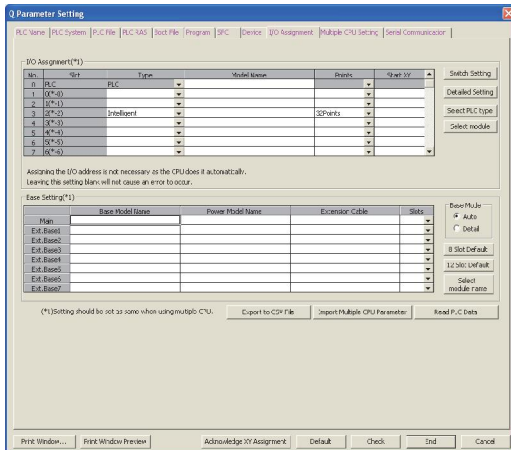 Q Parameter Setting
PLC Name PLC System PLC File PLC RAS Boot File Program SFC Device I/O Assignment Multiple CPU Setting Serial Communication
I/O Assignment(*1)
No. Slot Type Model Name Points Start XY
0 PLC PLC
1 0(*-0)
2 1(*-1)
3 2(*-2) Intelligent 32Points
4 3(*-3)
5 4(*-4)
6 5(*-5)
7 6(*-6)
Switch Setting
Detailed Setting
Select PLC type
Select module
Assigning the I/O address is not necessary as the CPU does it automatically.
Leaving this setting blank will not cause an error to occur.
Base Setting(*1)
Base Model Name Power Model Name Extension Cable Slots
Main
Ext.Base1
Ext.Base2
Ext.Base3
Ext.Base4
Ext.Base5
Ext.Base6
Ext.Base7
Base Mode
Auto
Detail
8 Slot Default
12 Slot Default
Select
module name
(*1)Setting should be set as same when using multiple CPU.
Export to CSV File
Import Multiple CPU Parameter
Read PLC Data
Print Window... Print Window Preview Acknowledge XY Assignment Default Check End Cancel